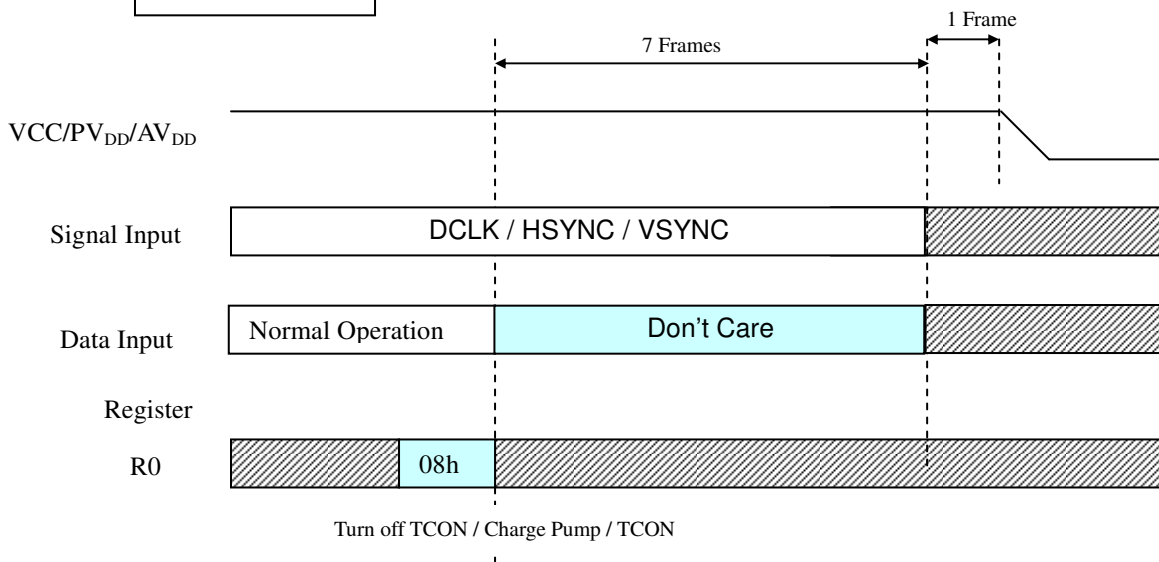 1 Frame
7 Frames
VCC/PVDD/AVDD
Signal Input
DCLK / HSYNC / VSYNC
Data Input
Normal Operation
Don't Care
Register
R0
08h
Turn off TCON / Charge Pump / TCON